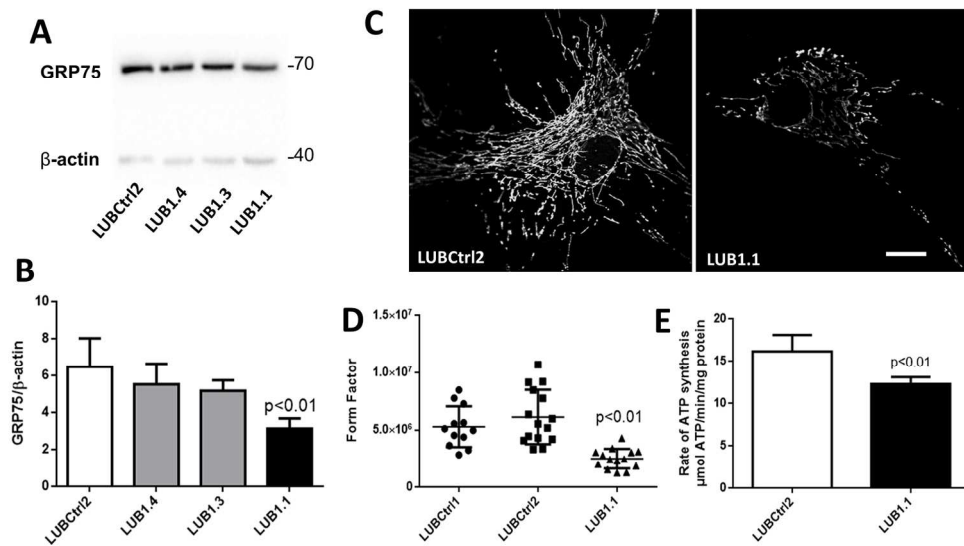 A
GRP75
-70
β-actin
-40
LUBCtrl2
LUB1.4
LUB1.3
LUB1.1
B
GRP75/β-actin
10
8
6
4
2
0
p<0.01
LUBCtrl2
LUB1.4
LUB1.3
LUB1.1
C
LUBCtrl2
LUB1.1
D
Form Factor
1.5×10⁷
1.0×10⁷
5.0×10⁶
0
p<0.01
LUBCtrl1
LUBCtrl2
LUB1.1
E
Rate of ATP synthesis
μmol ATP/min/mg protein
20
15
10
5
0
p<0.01
LUBCtrl2
LUB1.1